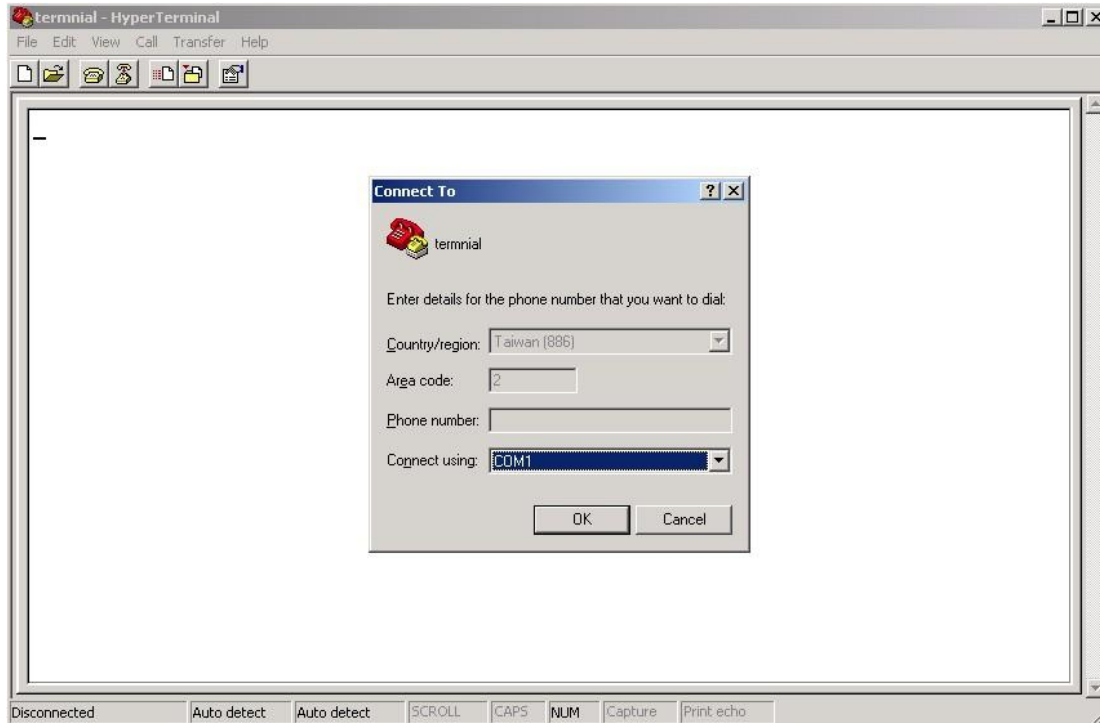 termnial - HyperTerminal
File Edit View Call Transfer Help
Connect To
termnial
Enter details for the phone number that you want to dial:
Country/region: Taiwan (886)
Area code: 2
Phone number:
Connect using: COM1
OK Cancel
Disconnected Auto detect Auto detect SCROLL CAPS NUM Capture Print echo